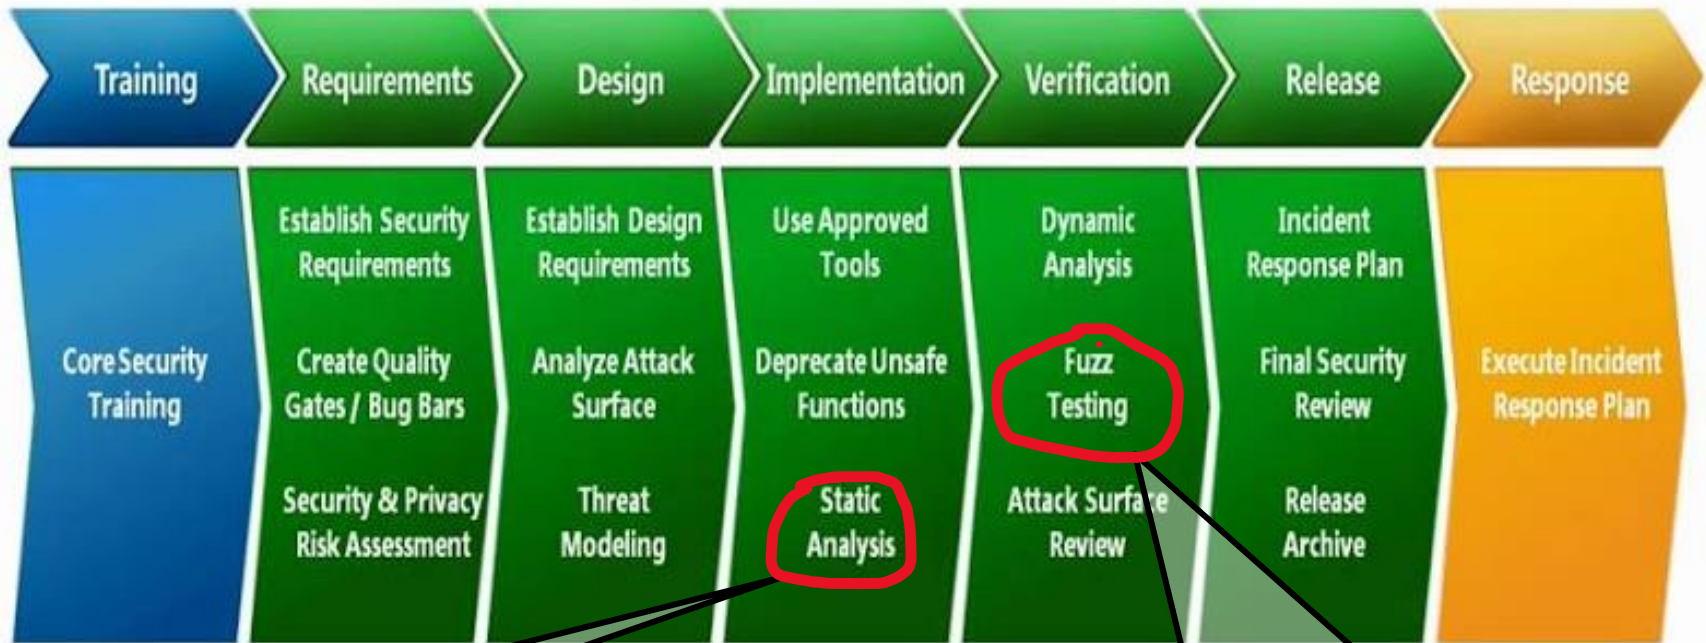 Training
Requirements
Design
Implementation
Verification
Release
Response
Core Security
Training
Establish Security
Requirements
Create Quality
Gates / Bug Bars
Security & Privacy
Risk Assessment
Establish Design
Requirements
Analyze Attack
Surface
Threat
Modeling
Use Approved
Tools
Deprecate Unsafe
Functions
Static
Analysis
Dynamic
Analysis
Fuzz
Testing
Attack Surface
Review
Incident
Response Plan
Final Security
Review
Release
Archive
Execute Incident
Response Plan